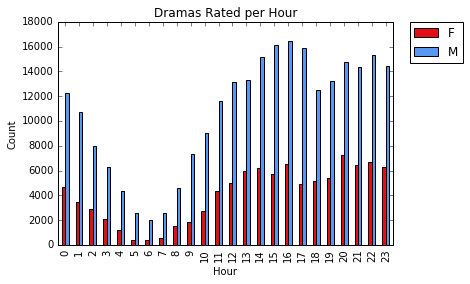 Dramas Rated per Hour
F
M
18000
16000
14000
12000
10000
8000
6000
4000
2000
0
Count
0 1 2 3 4 5 6 7 8 9 10 11 12 13 14 15 16 17 18 19 20 21 22 23
Hour